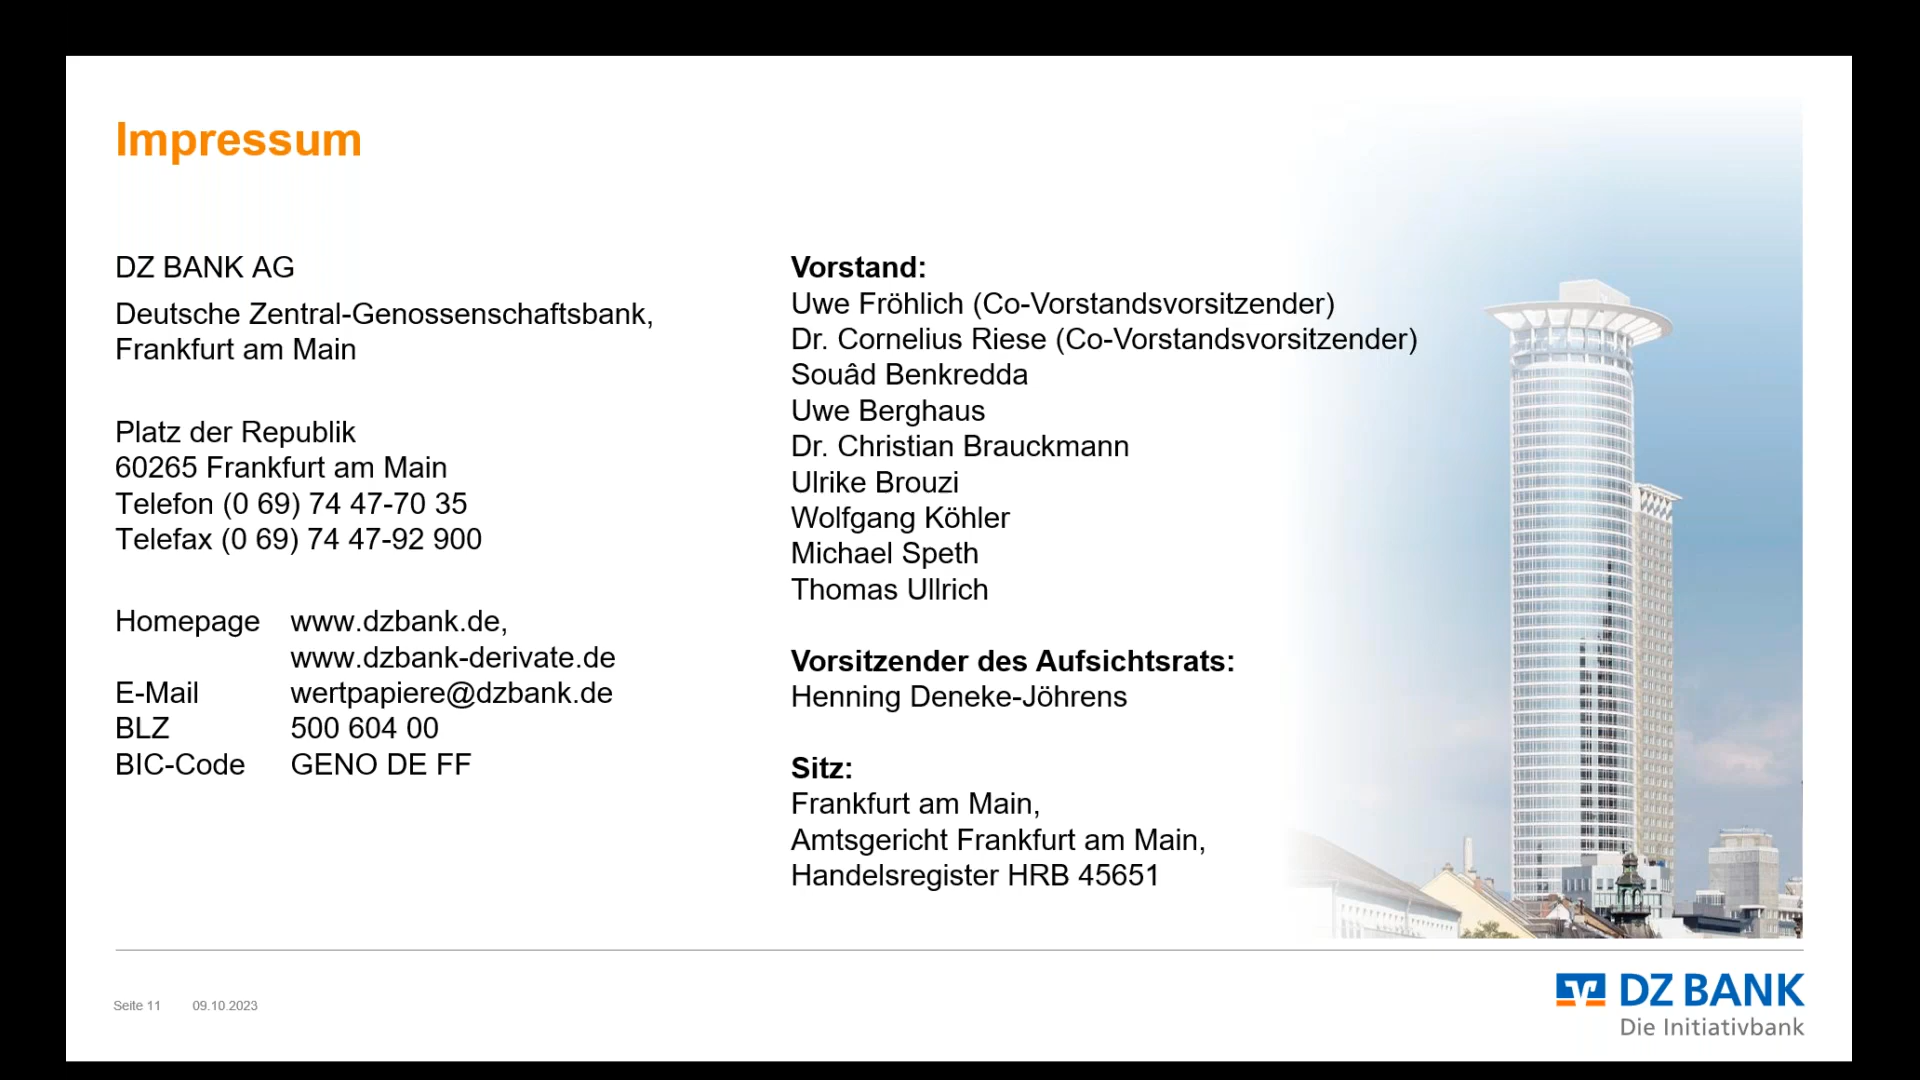 Impressum
DZ BANK AG
Deutsche Zentral-Genossenschaftsbank,
Frankfurt am Main
Platz der Republik
60265 Frankfurt am Main
Telefon (0 69) 74 47-70 35
Telefax (0 69) 74 47-92 900
Homepage www.dzbank.de,
www.dzbank-derivate.de
E-Mail wertpapiere@dzbank.de
BLZ 500 604 00
BIC-Code GENO DE FF
Vorstand:
Uwe Fröhlich (Co-Vorstandsvorsitzender)
Dr. Cornelius Riese (Co-Vorstandsvorsitzender)
Souâd Benkredda
Uwe Berghaus
Dr. Christian Brauckmann
Ulrike Brouzi
Wolfgang Köhler
Michael Speth
Thomas Ullrich
Vorsitzender des Aufsichtsrats:
Henning Deneke-Jöhrens
Sitz:
Frankfurt am Main,
Amtsgericht Frankfurt am Main,
Handelsregister HRB 45651
Seite 11 09.10.2023
DZ BANK
Die Initiativbank